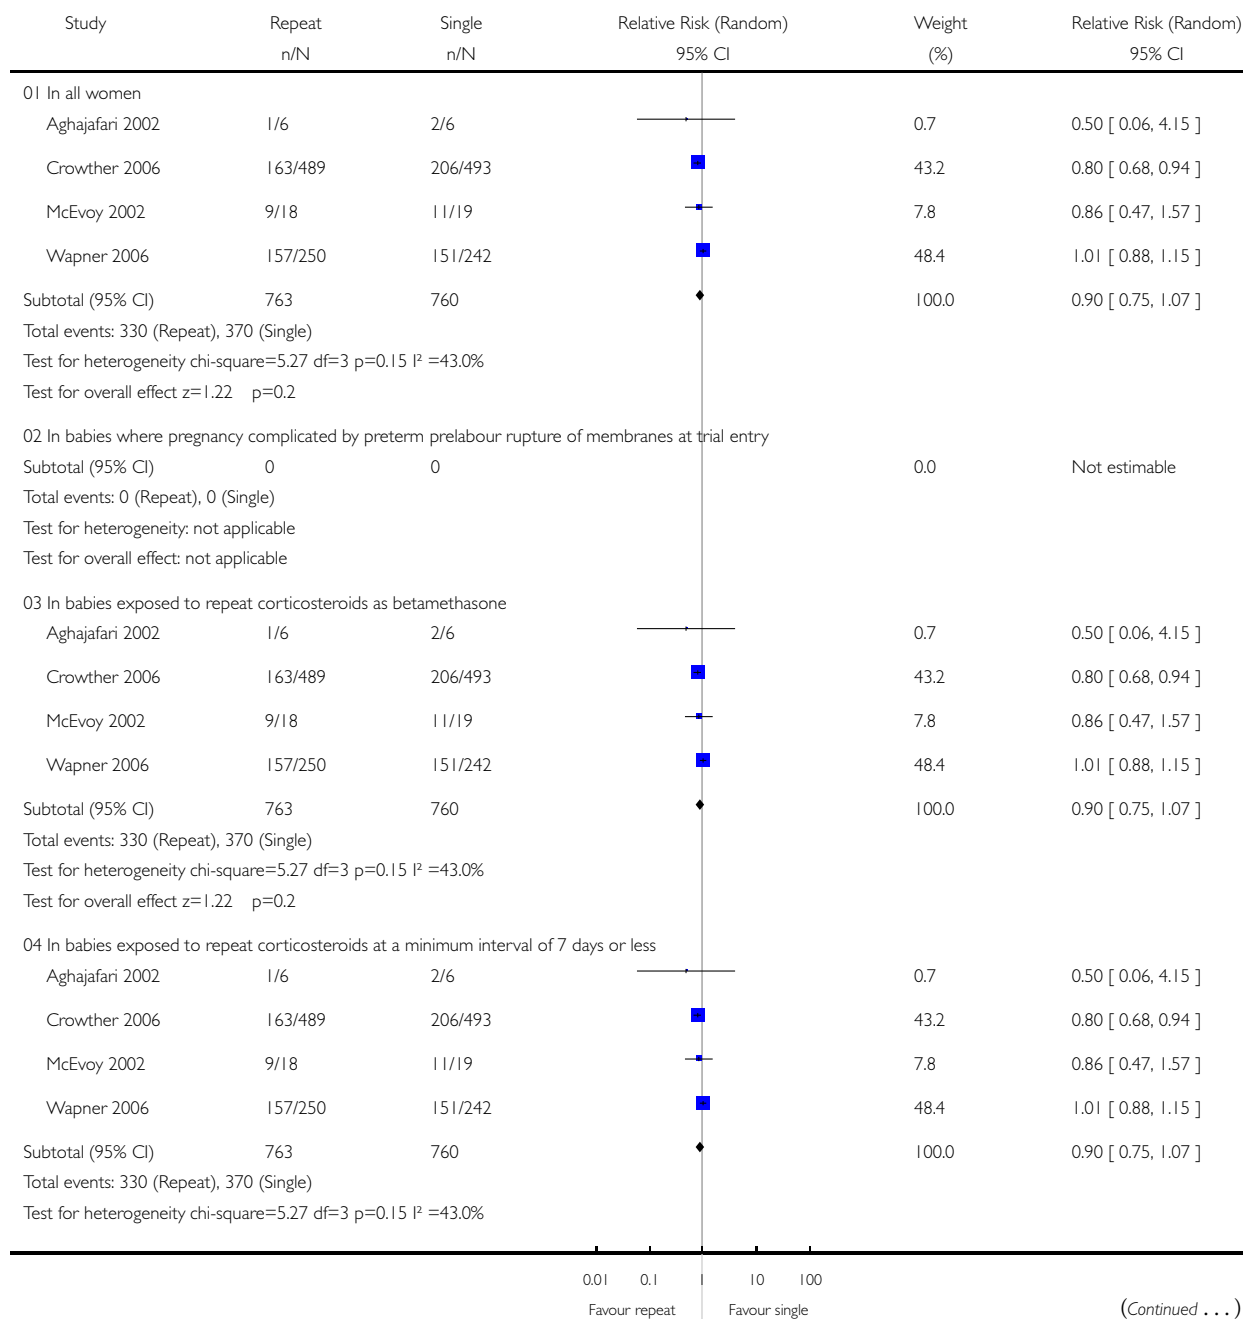 Study Repeat Single Relative Risk (Random) Weight Relative Risk (Random)
n/N n/N 95% CI (%) 95% CI
01 In all women
Aghajafari 2002 1/6 2/6 0.7 0.50 [ 0.06, 4.15 ]
Crowther 2006 163/489 206/493 43.2 0.80 [ 0.68, 0.94 ]
McEvoy 2002 9/18 11/19 7.8 0.86 [ 0.47, 1.57 ]
Wapner 2006 157/250 151/242 48.4 1.01 [ 0.88, 1.15 ]
Subtotal (95% CI) 763 760 100.0 0.90 [ 0.75, 1.07 ]
Total events: 330 (Repeat), 370 (Single)
Test for heterogeneity chi-square=5.27 df=3 p=0.15 I² =43.0%
Test for overall effect z=1.22 p=0.2
02 In babies where pregnancy complicated by preterm prelabour rupture of membranes at trial entry
Subtotal (95% CI) 0 0 0.0 Not estimable
Total events: 0 (Repeat), 0 (Single)
Test for heterogeneity: not applicable
Test for overall effect: not applicable
03 In babies exposed to repeat corticosteroids as betamethasone
Aghajafari 2002 1/6 2/6 0.7 0.50 [ 0.06, 4.15 ]
Crowther 2006 163/489 206/493 43.2 0.80 [ 0.68, 0.94 ]
McEvoy 2002 9/18 11/19 7.8 0.86 [ 0.47, 1.57 ]
Wapner 2006 157/250 151/242 48.4 1.01 [ 0.88, 1.15 ]
Subtotal (95% CI) 763 760 100.0 0.90 [ 0.75, 1.07 ]
Total events: 330 (Repeat), 370 (Single)
Test for heterogeneity chi-square=5.27 df=3 p=0.15 I² =43.0%
Test for overall effect z=1.22 p=0.2
04 In babies exposed to repeat corticosteroids at a minimum interval of 7 days or less
Aghajafari 2002 1/6 2/6 0.7 0.50 [ 0.06, 4.15 ]
Crowther 2006 163/489 206/493 43.2 0.80 [ 0.68, 0.94 ]
McEvoy 2002 9/18 11/19 7.8 0.86 [ 0.47, 1.57 ]
Wapner 2006 157/250 151/242 48.4 1.01 [ 0.88, 1.15 ]
Subtotal (95% CI) 763 760 100.0 0.90 [ 0.75, 1.07 ]
Total events: 330 (Repeat), 370 (Single)
Test for heterogeneity chi-square=5.27 df=3 p=0.15 I² =43.0%
0.01 0.1 1 10 100
Favour repeat Favour single (Continued . . . )